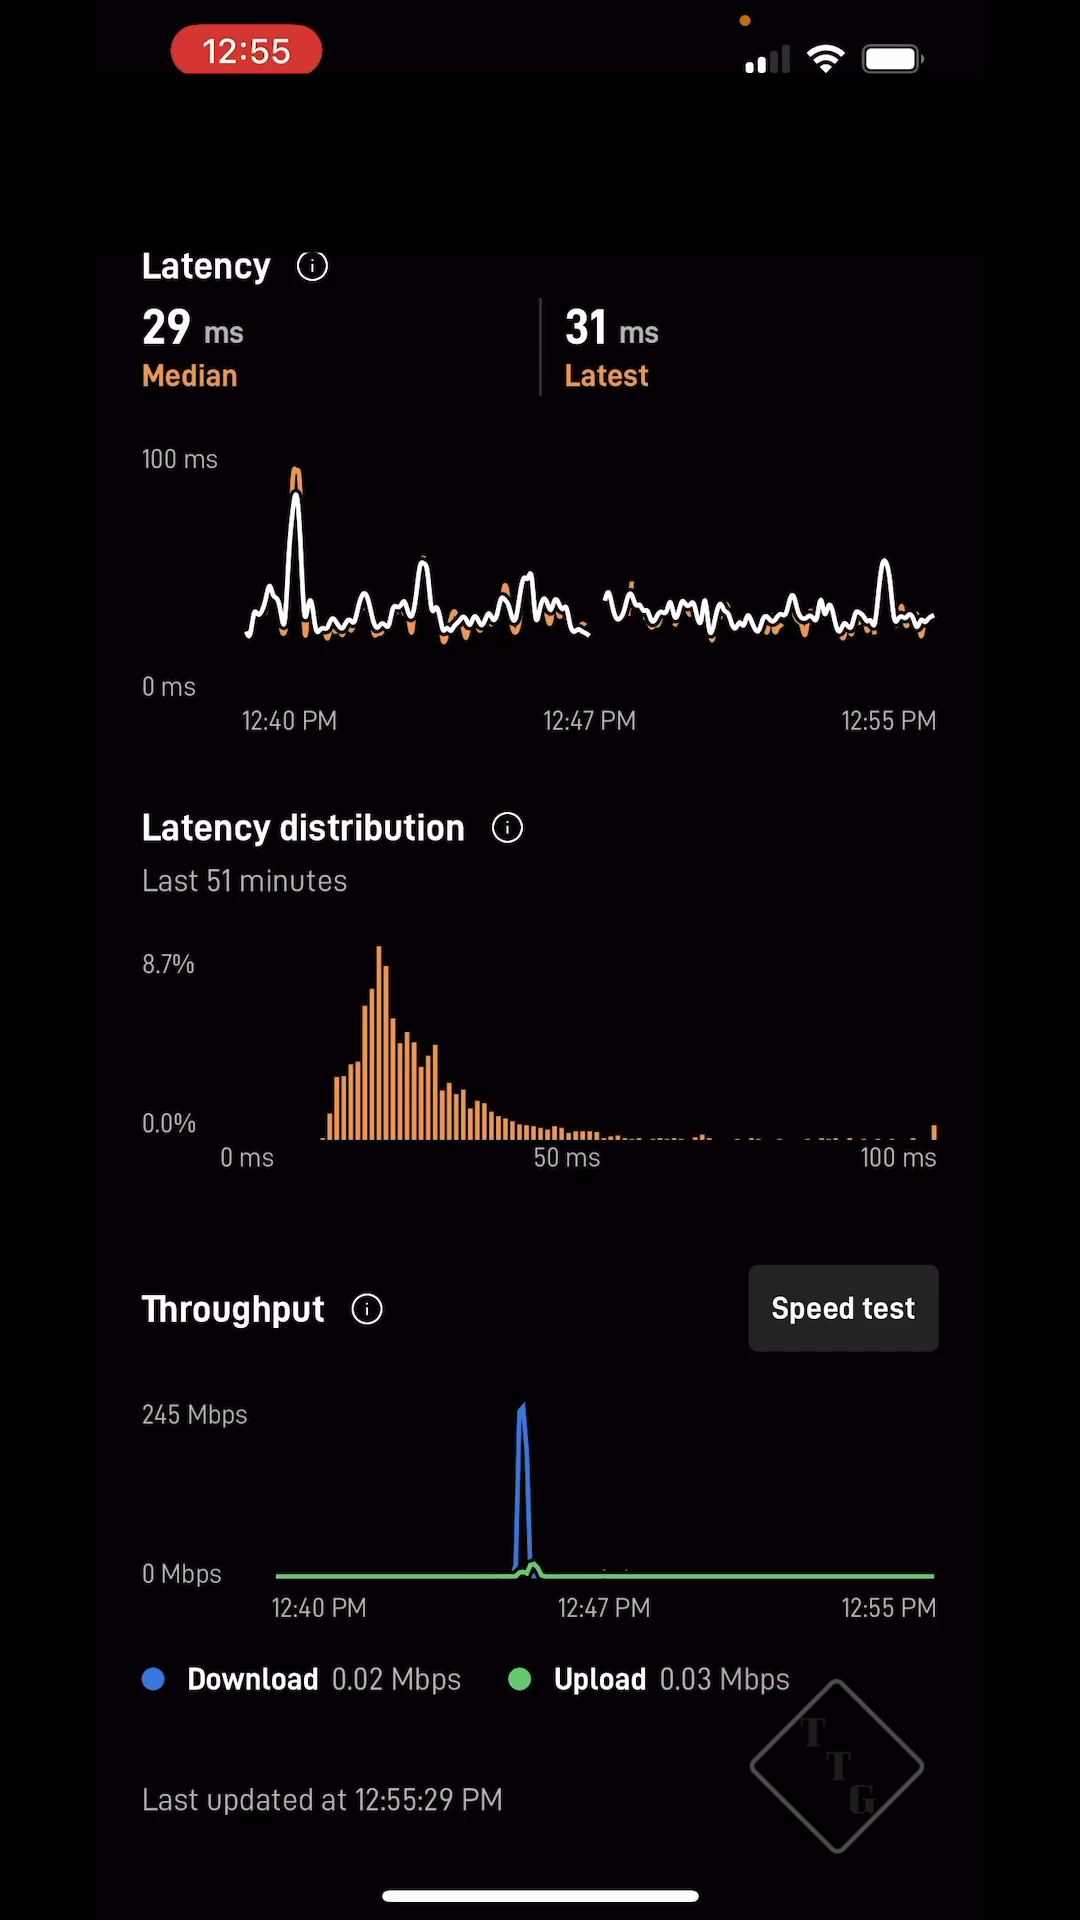 12:55
Latency
29 ms
Median
31 ms
Latest
100 ms
0 ms
12:40 PM 12:47 PM 12:55 PM
Latency distribution
Last 51 minutes
8.7%
0.0%
0 ms 50 ms 100 ms
Throughput
Speed test
245 Mbps
0 Mbps
12:40 PM 12:47 PM 12:55 PM
Download 0.02 Mbps Upload 0.03 Mbps
Last updated at 12:55:29 PM
T
T
G